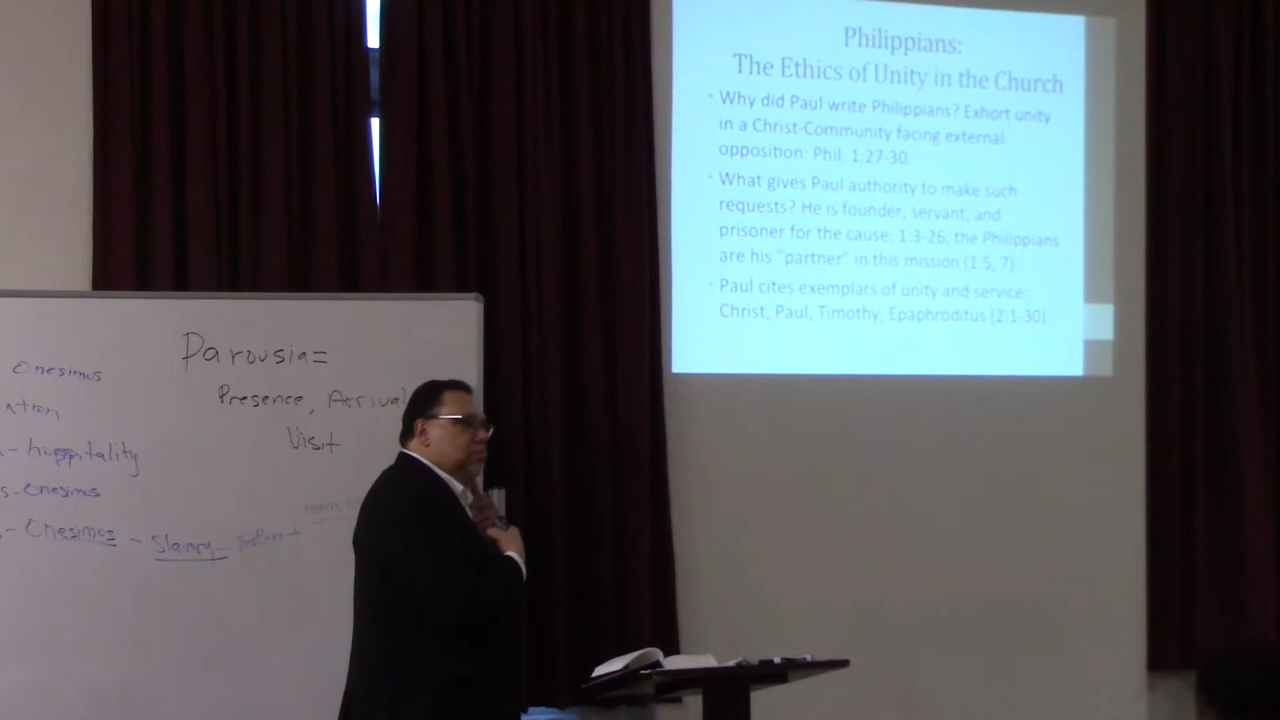 Philippians:
The Ethics of Unity in the Church
Why did Paul write Philippians? Exhort unity
in a Christ-Community facing external
opposition: Phil. 1:27-30.
What gives Paul authority to make such
requests? He is founder, servant, and
prisoner for the cause: 1:3-26; the Philippians
are his "partner" in this mission (1:5, 7)
Paul cites exemplars of unity and service:
Christ, Paul, Timothy, Epaphroditus (2:1-30)
Parousia=
Presence, Arrival
Visit
Onesimus
- hospitality
s-Onesimus
- Onesimos - Slavry -